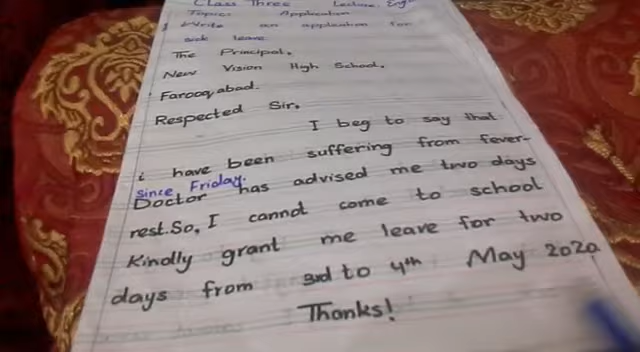 Class Three Lecture, Eng
Topic: Application
Write an application for
sick leave.
The Principal,
New Vision High School,
Farooqabad.
Respected Sir,
I beg to say that
i have been suffering from fever-
since Friday.
Doctor has advised me two days
rest. So, I cannot come to school
Kindly grant me leave for two
days from 3rd to 4th May 2020
Thanks!